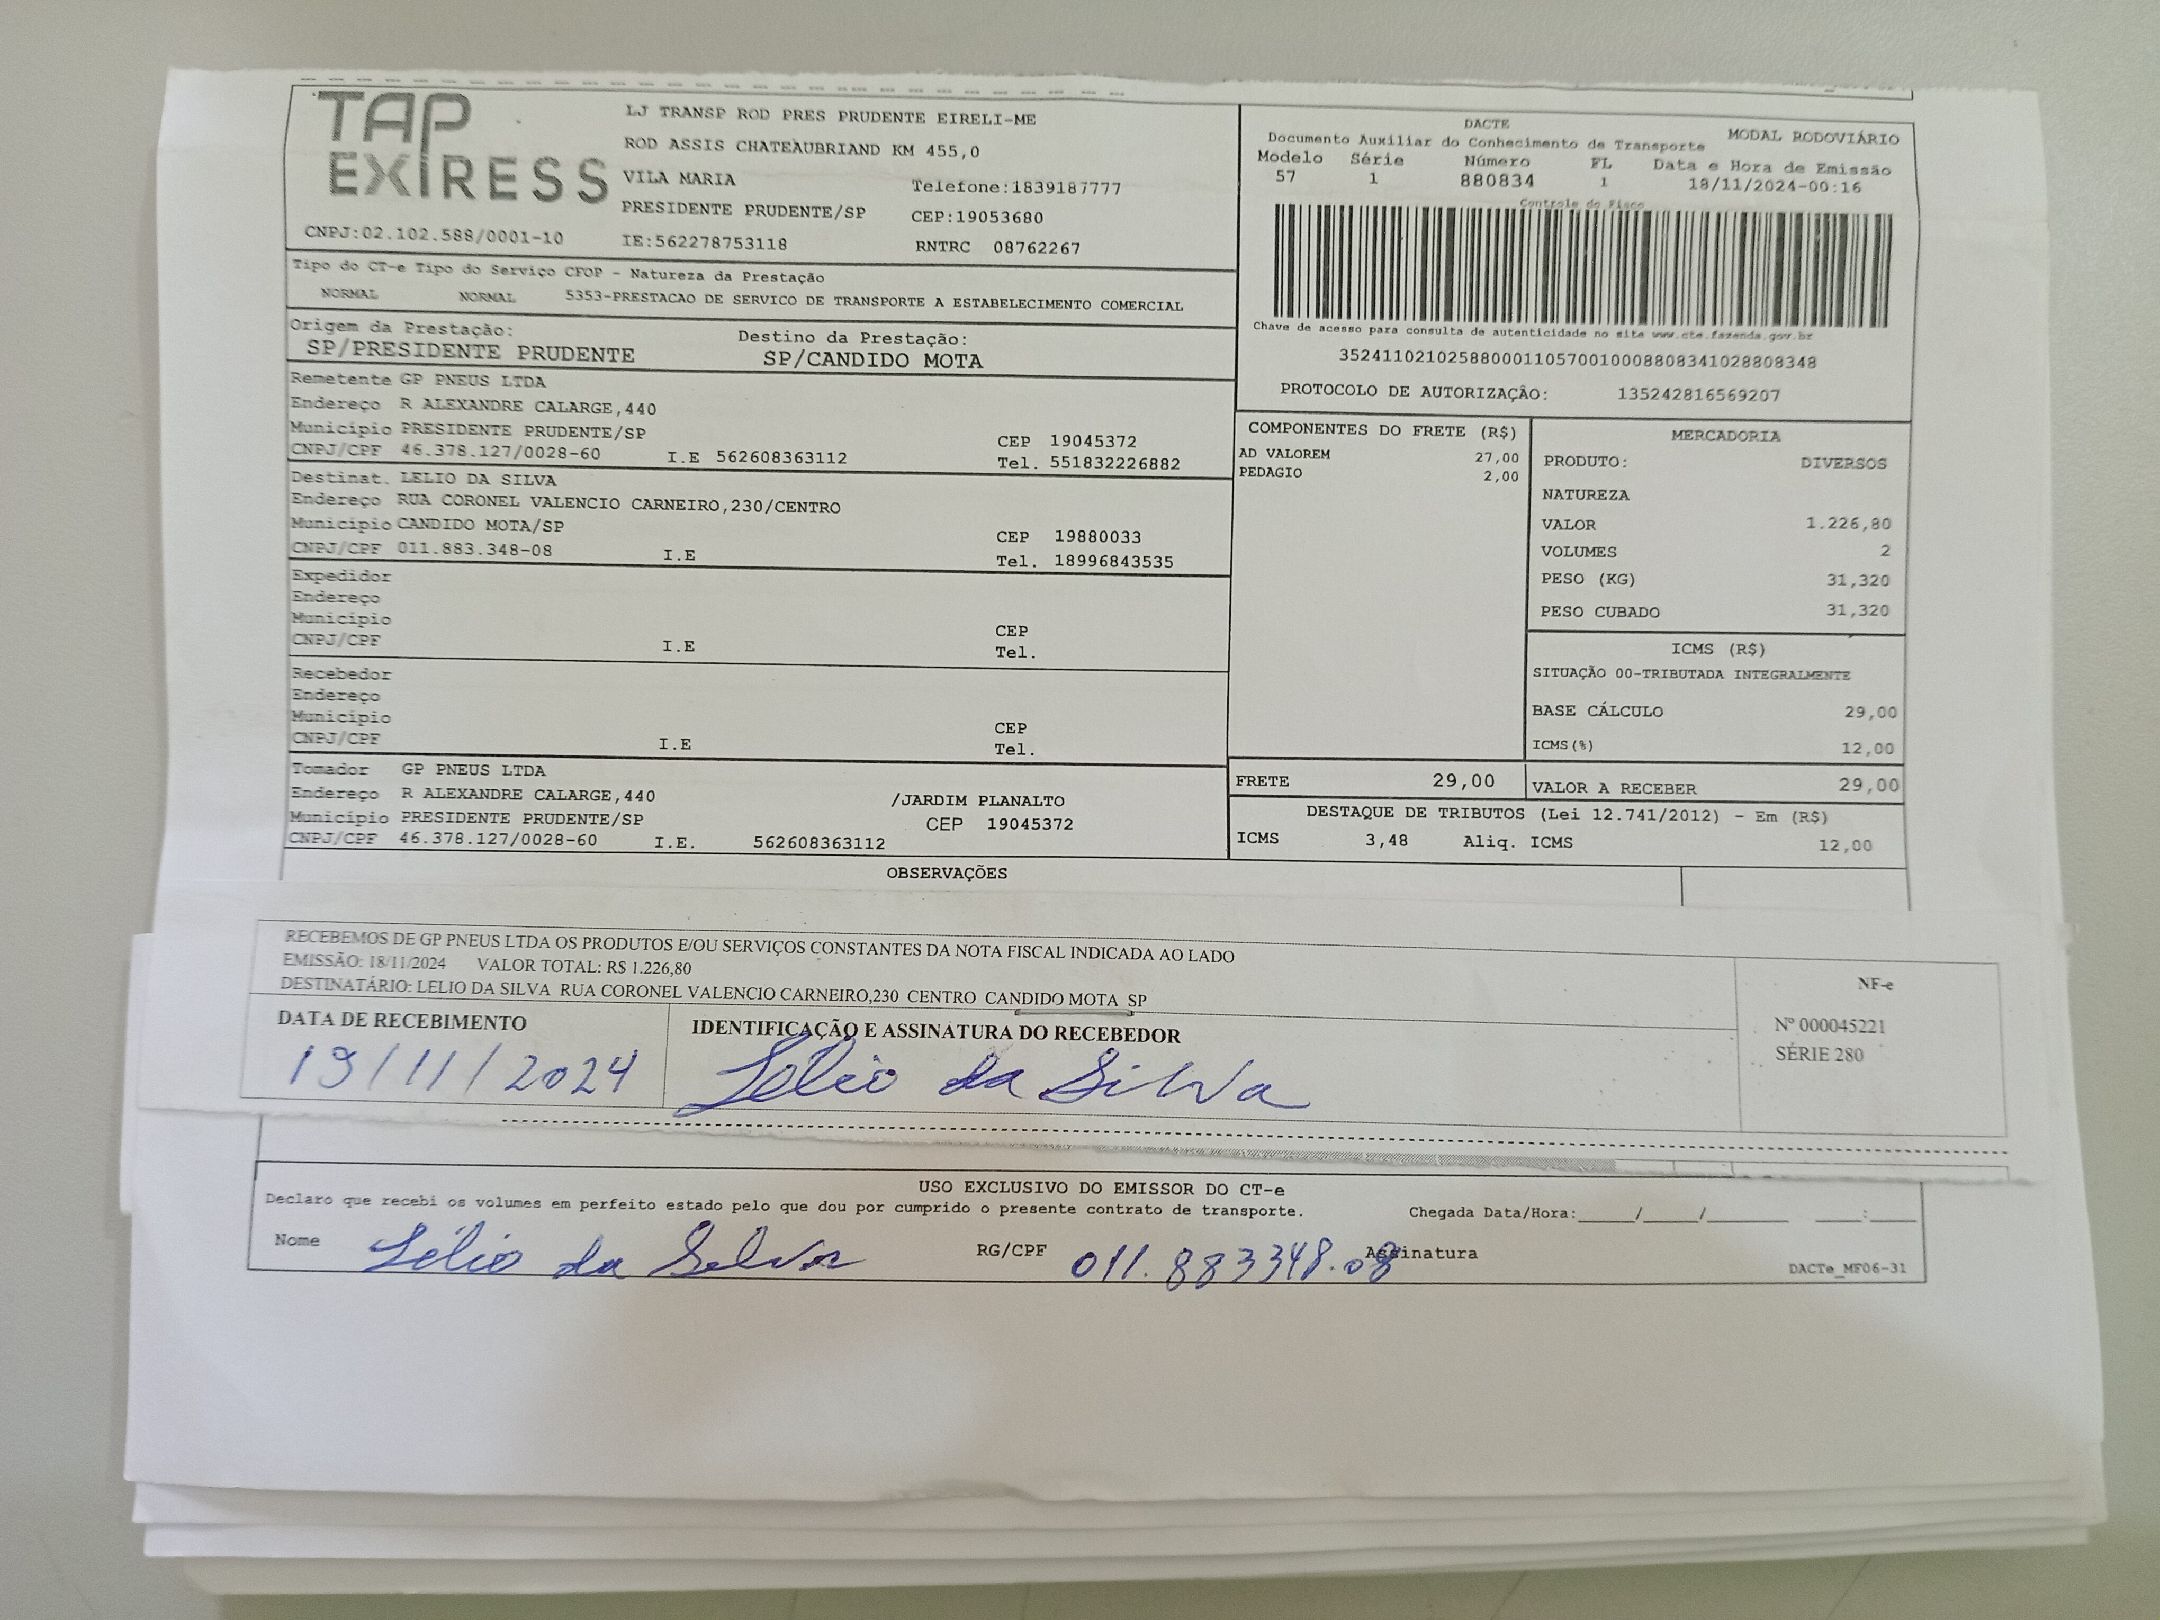 TAP
EXIRESS
CNPJ:02.102.588/0001-10
LJ TRANSP ROD PRES PRUDENTE EIRELI-ME
ROD ASSIS CHATEAUBRIAND KM 455,0
VILA MARIA Telefone:1839187777
PRESIDENTE PRUDENTE/SP CEP:19053680
IE:562278753118 RNTRC 08762267
DACTE
Documento Auxiliar do Conhecimento de Transporte MODAL RODOVIÁRIO
Modelo Série Número FL Data e Hora de Emissão
57 1 880834 1 18/11/2024-00:16
Controle do Fisco
Chave de acesso para consulta de autenticidade no site www.cte.fazenda.gov.br
35241102102588000110570010008808341028808348
PROTOCOLO DE AUTORIZAÇÃO: 135242816569207
Tipo do CT-e Tipo do Serviço CFOP - Natureza da Prestação
NORMAL NORMAL 5353-PRESTACAO DE SERVICO DE TRANSPORTE A ESTABELECIMENTO COMERCIAL
Origem da Prestação: Destino da Prestação:
SP/PRESIDENTE PRUDENTE SP/CANDIDO MOTA
Remetente GP PNEUS LTDA
Endereço R ALEXANDRE CALARGE,440
Município PRESIDENTE PRUDENTE/SP CEP 19045372
CNPJ/CPF 46.378.127/0028-60 I.E 562608363112 Tel. 551832226882
Destinat. LELIO DA SILVA
Endereço RUA CORONEL VALENCIO CARNEIRO,230/CENTRO
Município CANDIDO MOTA/SP CEP 19880033
CNPJ/CPF 011.883.348-08 I.E Tel. 18996843535
Expedidor
Endereço
Município CEP
CNPJ/CPF I.E Tel.
Recebedor
Endereço
Município CEP
CNPJ/CPF I.E Tel.
Tomador GP PNEUS LTDA
Endereço R ALEXANDRE CALARGE,440 /JARDIM PLANALTO
Município PRESIDENTE PRUDENTE/SP CEP 19045372
CNPJ/CPF 46.378.127/0028-60 I.E. 562608363112
COMPONENTES DO FRETE (R$)
AD VALOREM 27,00
PEDAGIO 2,00
MERCADORIA
PRODUTO: DIVERSOS
NATUREZA
VALOR 1.226,80
VOLUMES 2
PESO (KG) 31,320
PESO CUBADO 31,320
ICMS (R$)
SITUAÇÃO 00-TRIBUTADA INTEGRALMENTE
BASE CÁLCULO 29,00
ICMS(%) 12,00
FRETE 29,00 VALOR A RECEBER 29,00
DESTAQUE DE TRIBUTOS (Lei 12.741/2012) - Em (R$)
ICMS 3,48 Aliq. ICMS 12,00
OBSERVAÇÕES
RECEBEMOS DE GP PNEUS LTDA OS PRODUTOS E/OU SERVIÇOS CONSTANTES DA NOTA FISCAL INDICADA AO LADO
EMISSÃO: 18/11/2024 VALOR TOTAL: R$ 1.226,80
DESTINATÁRIO: LELIO DA SILVA RUA CORONEL VALENCIO CARNEIRO,230 CENTRO CANDIDO MOTA SP
DATA DE RECEBIMENTO IDENTIFICAÇÃO E ASSINATURA DO RECEBEDOR
19/11/2024 Lélio da Silva
NF-e
Nº 000045221
SÉRIE 280
USO EXCLUSIVO DO EMISSOR DO CT-e
Declaro que recebi os volumes em perfeito estado pelo que dou por cumprido o presente contrato de transporte. Chegada Data/Hora:_____/_____/________ ____:____
Nome Lélio da Silva RG/CPF 011.883348.08 Assinatura
DACTe_MF06-31